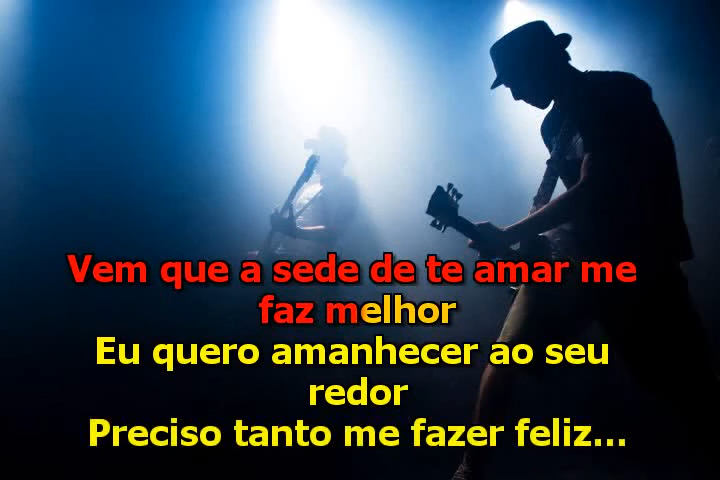 Vem que a sede de te amar me
faz melhor
Eu quero amanhecer ao seu
redor
Preciso tanto me fazer feliz...